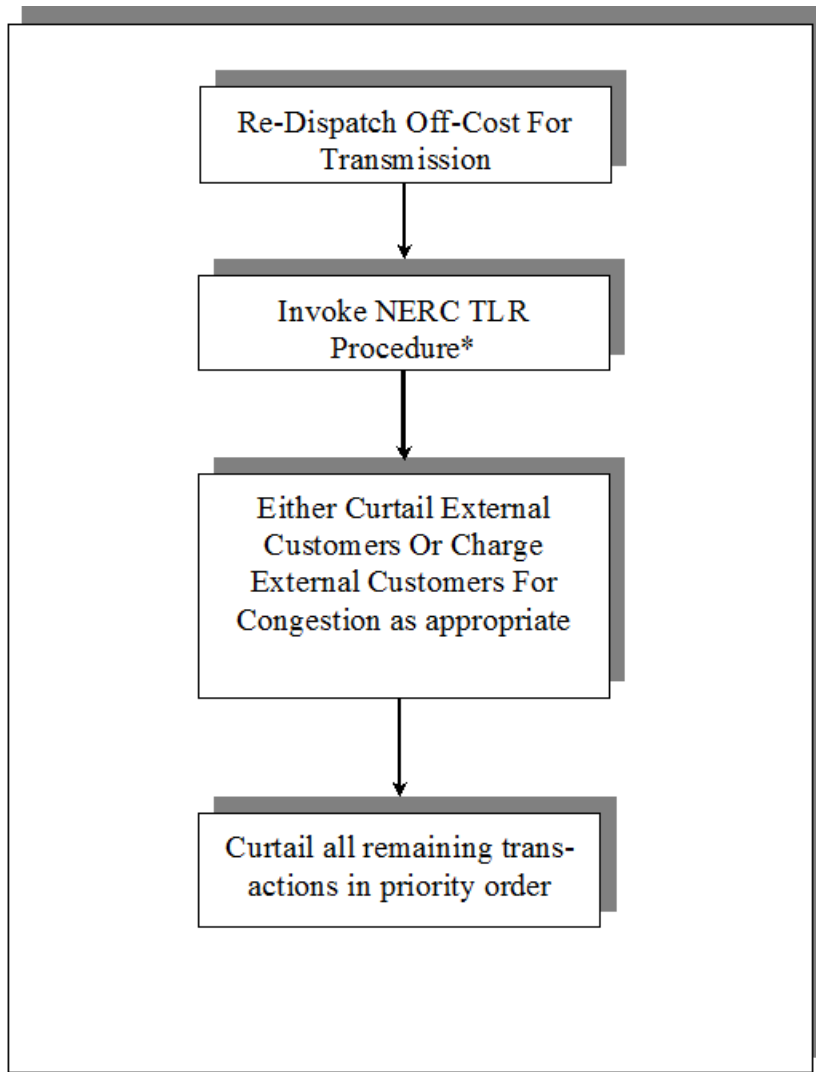 Re-Dispatch Off-Cost For
Transmission
Invoke NERC TLR
Procedure*
Either Curtail External
Customers Or Charge
External Customers For
Congestion as appropriate
Curtail all remaining trans-
actions in priority order